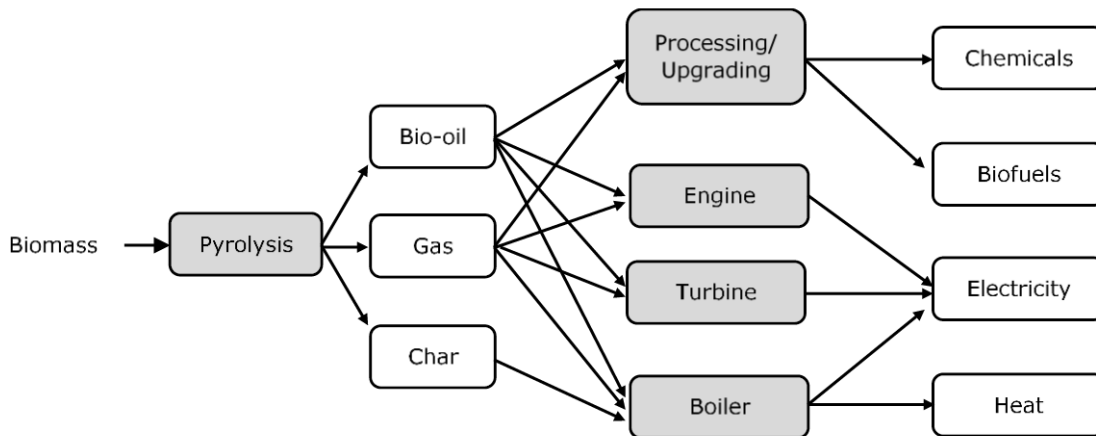 Biomass
Pyrolysis
Bio-oil
Gas
Char
Processing/
Upgrading
Engine
Turbine
Boiler
Chemicals
Biofuels
Electricity
Heat